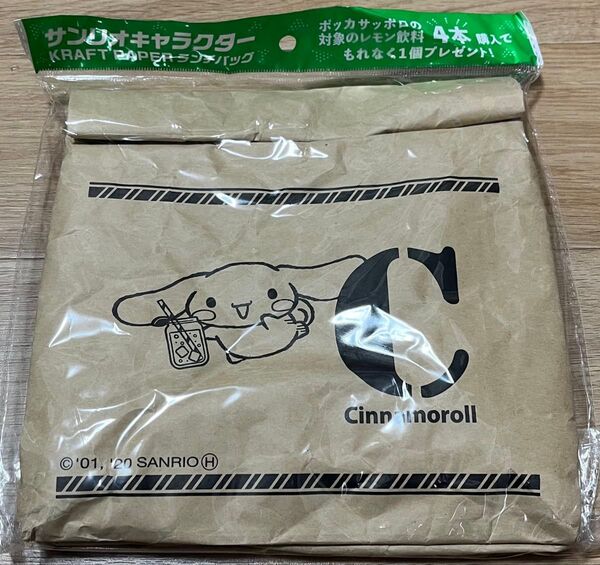 サンリオキャラクター
KRAFT PAPER ランチバッグ
ポッカサッポロの
対象のレモン飲料 4本 購入で
もれなく1個プレゼント!
C
Cinnamoroll
© '01, '20 SANRIO Ⓗ